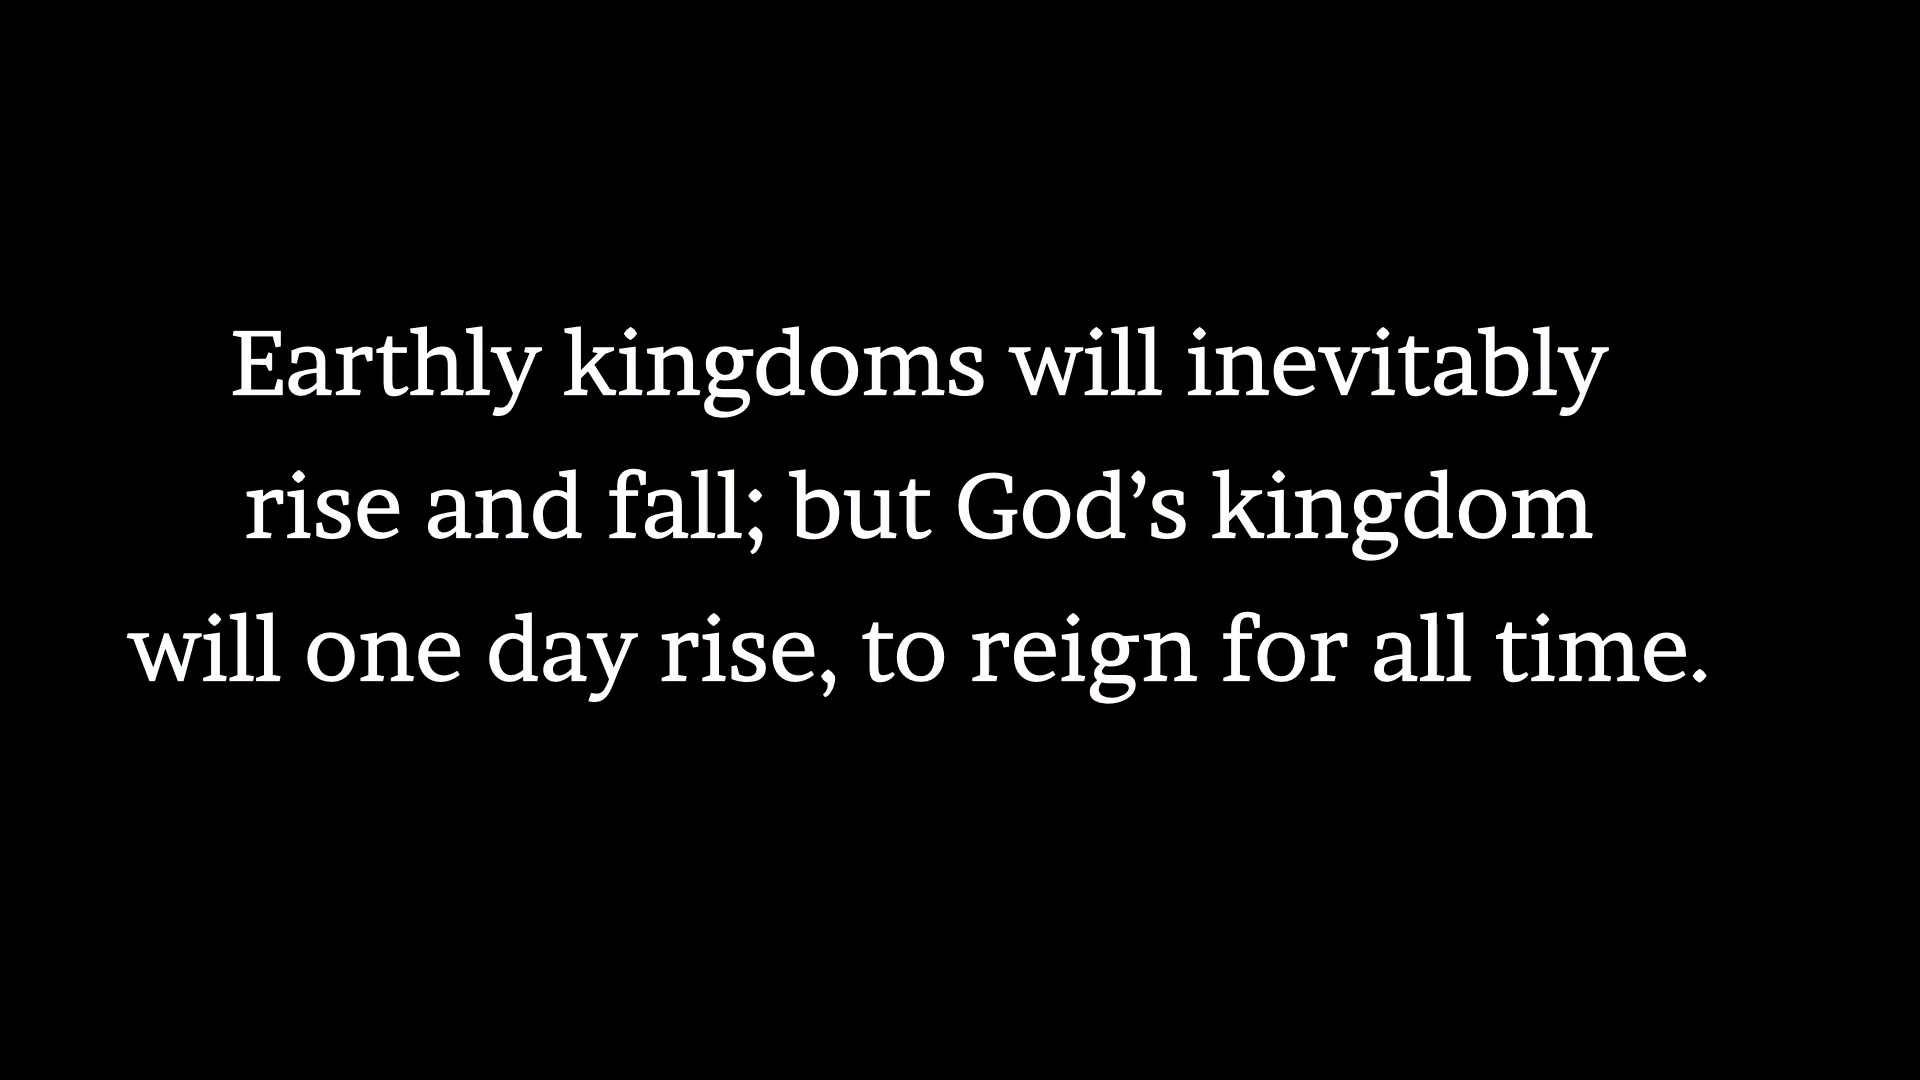 Earthly kingdoms will inevitably
rise and fall; but God’s kingdom
will one day rise, to reign for all time.